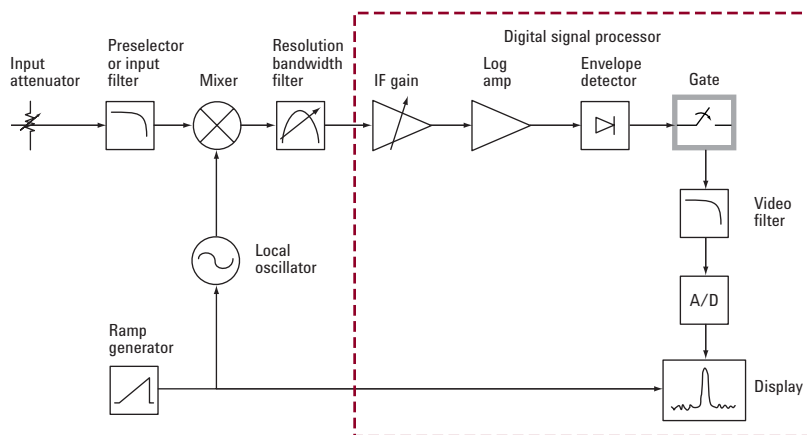 Digital signal processor
Input
attenuator
Preselector
or input
filter
Mixer
Resolution
bandwidth
filter
IF gain
Log
amp
Envelope
detector
Gate
Video
filter
Local
oscillator
A/D
Ramp
generator
Display